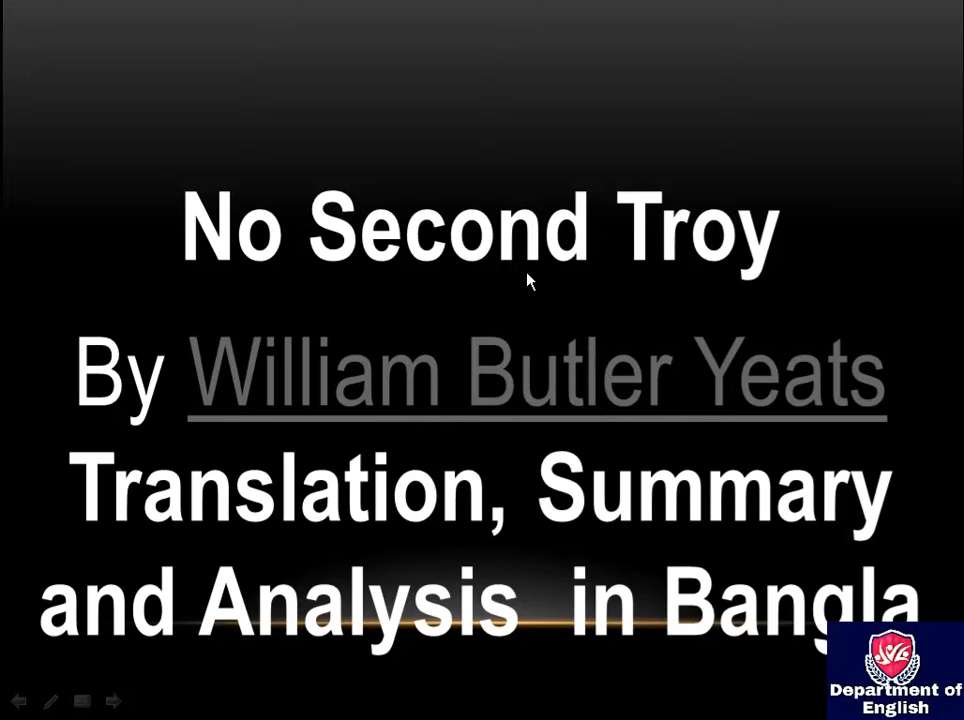 No Second Troy
By William Butler Yeats
Translation, Summary
and Analysis in Bangla
Department of
English